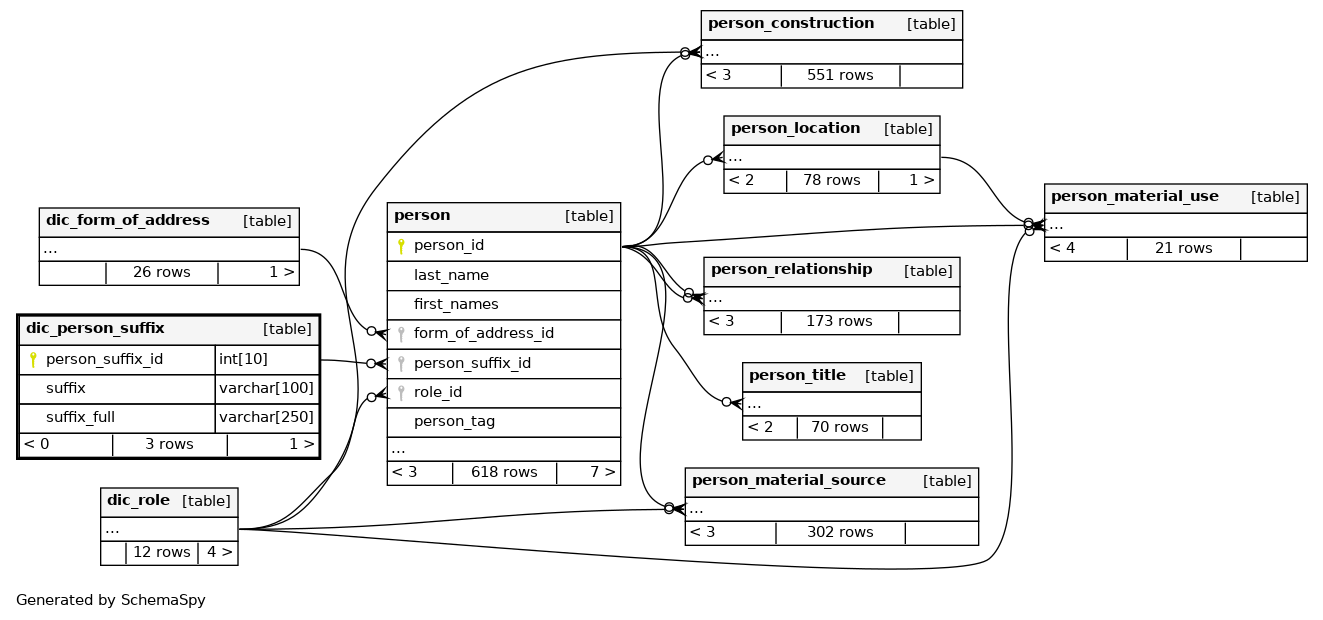 person_construction [table]
...
< 3 551 rows
person_location [table]
...
< 2 78 rows 1 >
person_material_use [table]
...
< 4 21 rows
dic_form_of_address [table]
...
26 rows 1 >
person [table]
person_id
last_name
first_names
form_of_address_id
person_suffix_id
role_id
person_tag
...
< 3 618 rows 7 >
person_relationship [table]
...
< 3 173 rows
dic_person_suffix [table]
person_suffix_id int[10]
suffix varchar[100]
suffix_full varchar[250]
< 0 3 rows 1 >
person_title [table]
...
< 2 70 rows
person_material_source [table]
...
< 3 302 rows
dic_role [table]
...
12 rows 4 >
Generated by SchemaSpy